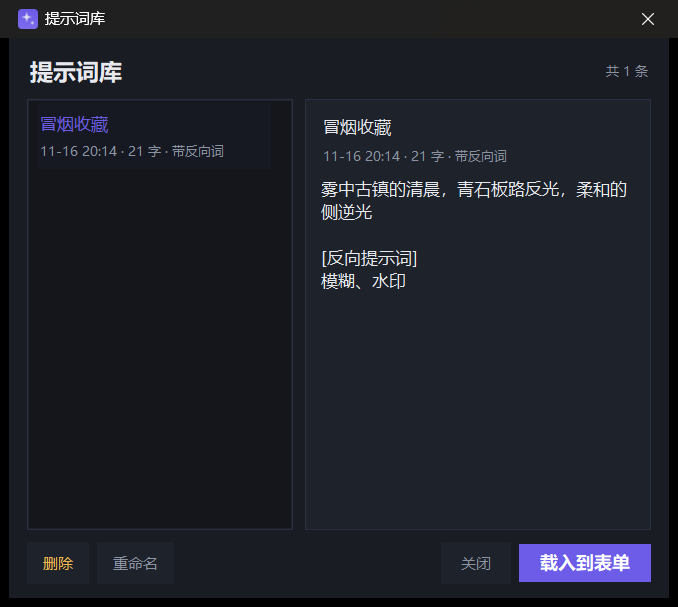 提示词库
提示词库
共 1 条
冒烟收藏
11-16 20:14 · 21 字 · 带反向词
冒烟收藏
11-16 20:14 · 21 字 · 带反向词
雾中古镇的清晨，青石板路反光，柔和的
侧逆光
[反向提示词]
模糊、水印
删除
重命名
关闭
载入到表单